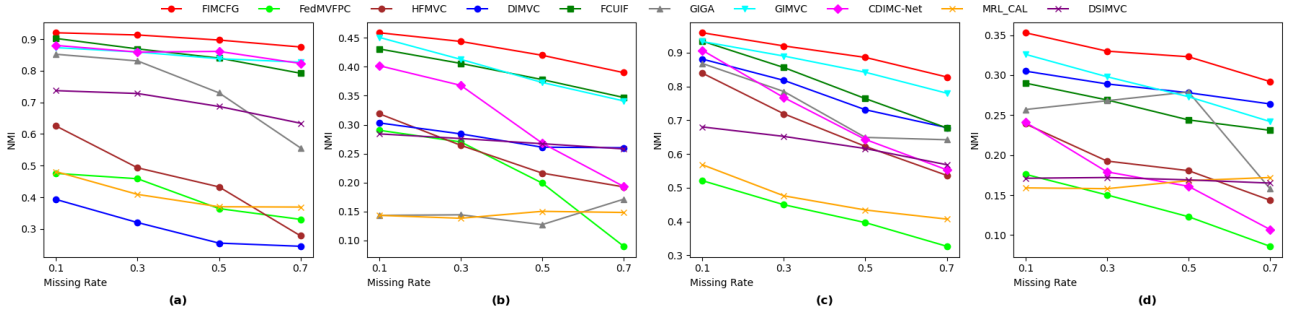 FIMCFG FedMVFPC HFMVC DIMVC FCUIF GIGA GIMVC CDIMC-Net MRL_CAL DSIMVC
NMI
0.9
0.8
0.7
0.6
0.5
0.4
0.3
0.1 0.3 0.5 0.7
Missing Rate
(a)
NMI
0.45
0.40
0.35
0.30
0.25
0.20
0.15
0.10
0.1 0.3 0.5 0.7
Missing Rate
(b)
NMI
0.9
0.8
0.7
0.6
0.5
0.4
0.3
0.1 0.3 0.5 0.7
Missing Rate
(c)
NMI
0.35
0.30
0.25
0.20
0.15
0.10
0.1 0.3 0.5 0.7
Missing Rate
(d)